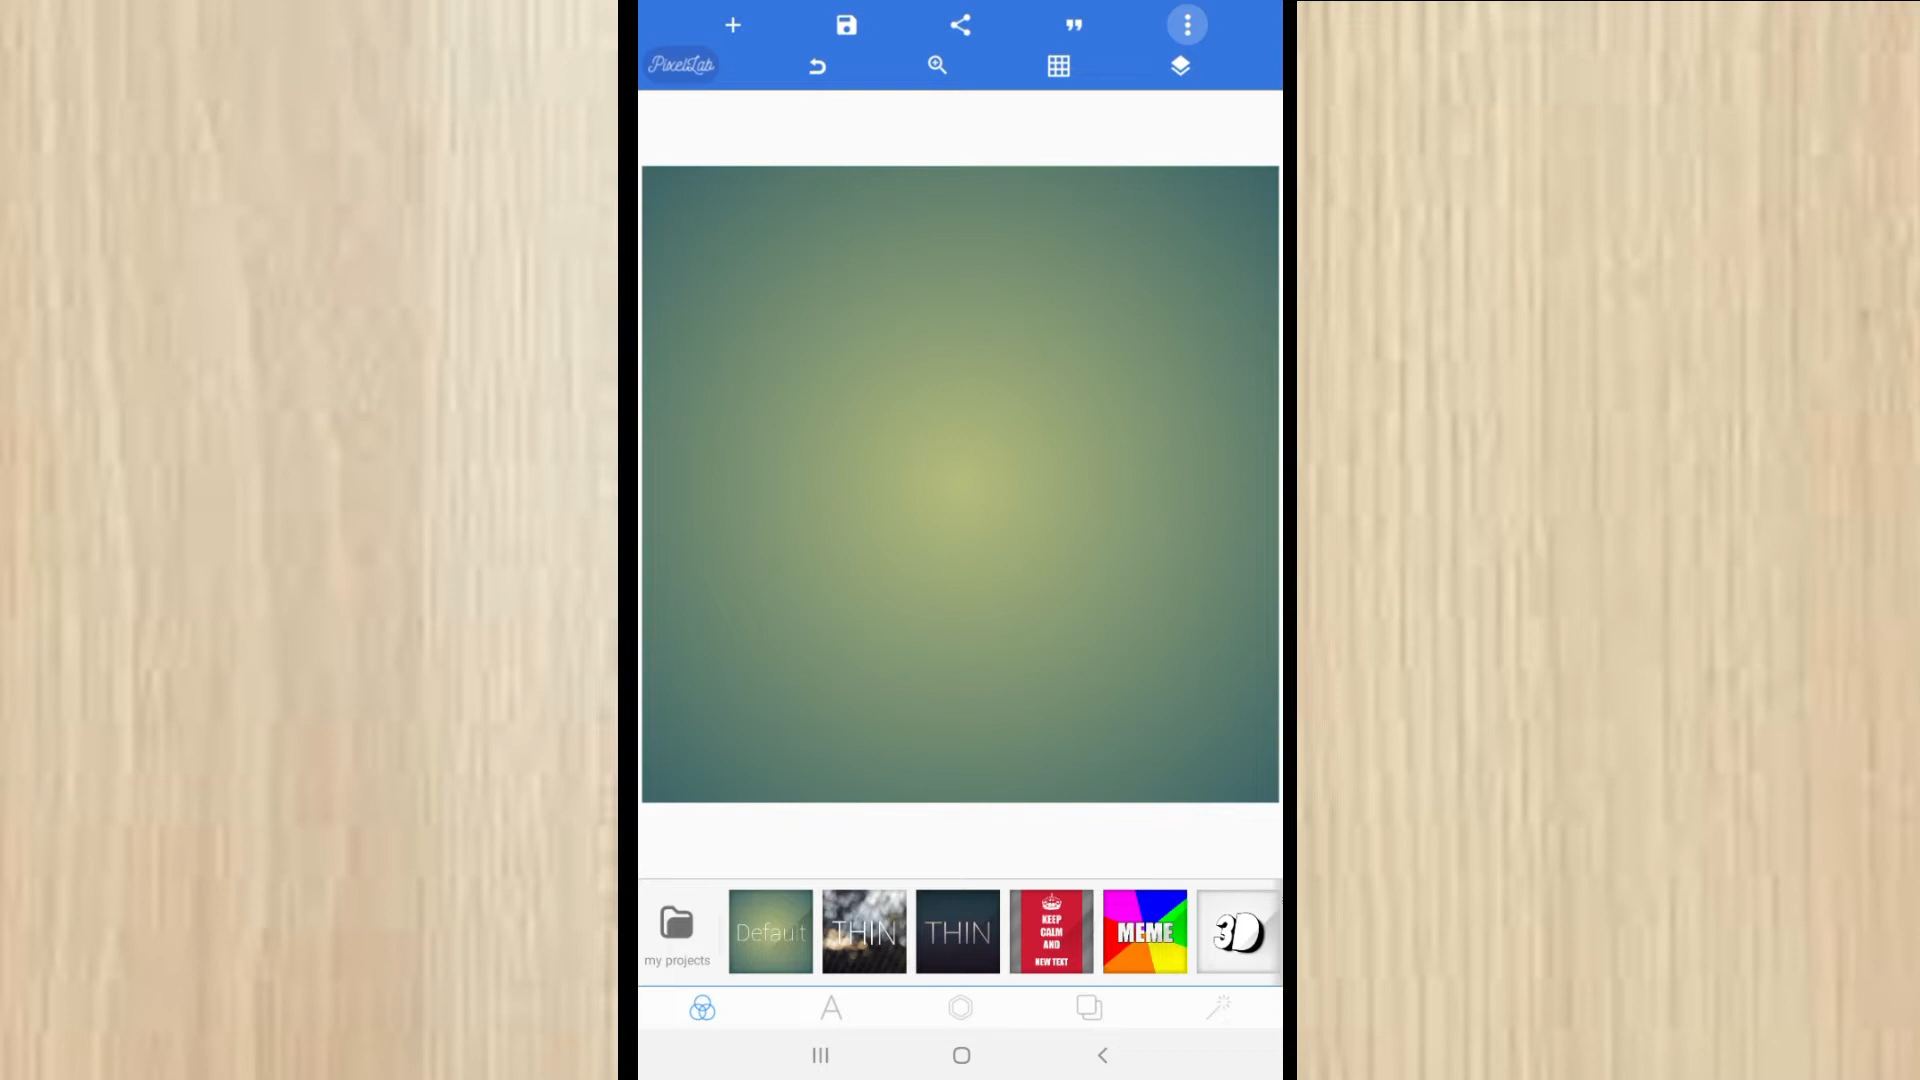 PixelLab
my projects
Default
THIN
THIN
KEEP
CALM
AND
NEW TEXT
MEME
3D